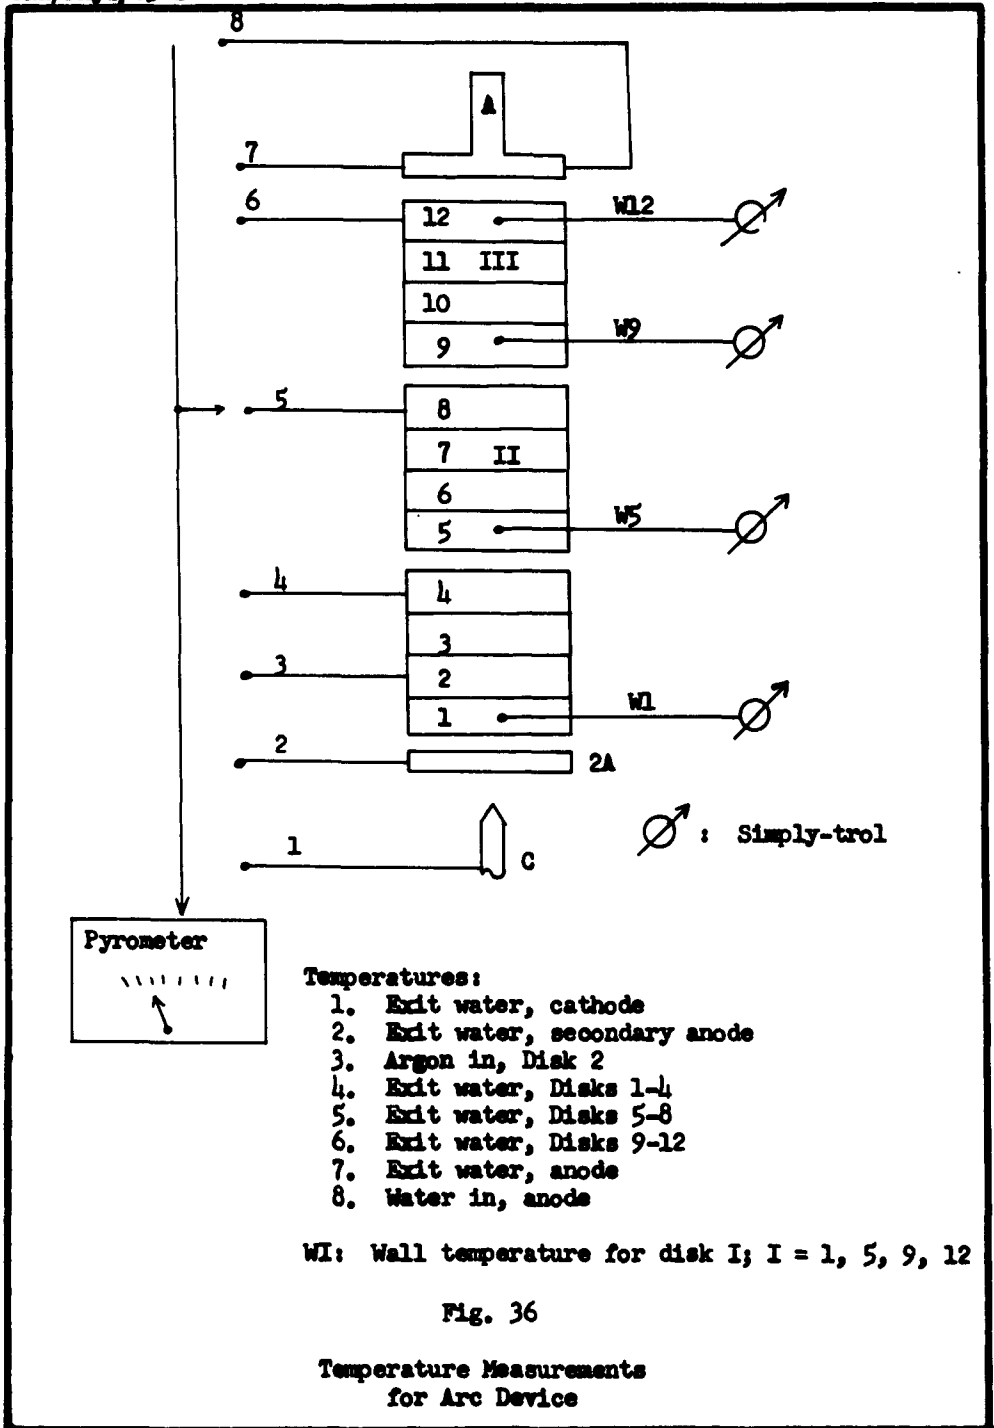 8
A
7
6
12
W12
11 III
10
9
W9
5
8
7 II
6
5
W5
4
4
3
3
2
1
W1
2
2A
: Simply-trol
1
C
Pyrometer
Temperatures:
1. Exit water, cathode
2. Exit water, secondary anode
3. Argon in, Disk 2
4. Exit water, Disks 1-4
5. Exit water, Disks 5-8
6. Exit water, Disks 9-12
7. Exit water, anode
8. Water in, anode
WI: Wall temperature for disk I; I = 1, 5, 9, 12
Fig. 36
Temperature Measurements
for Arc Device